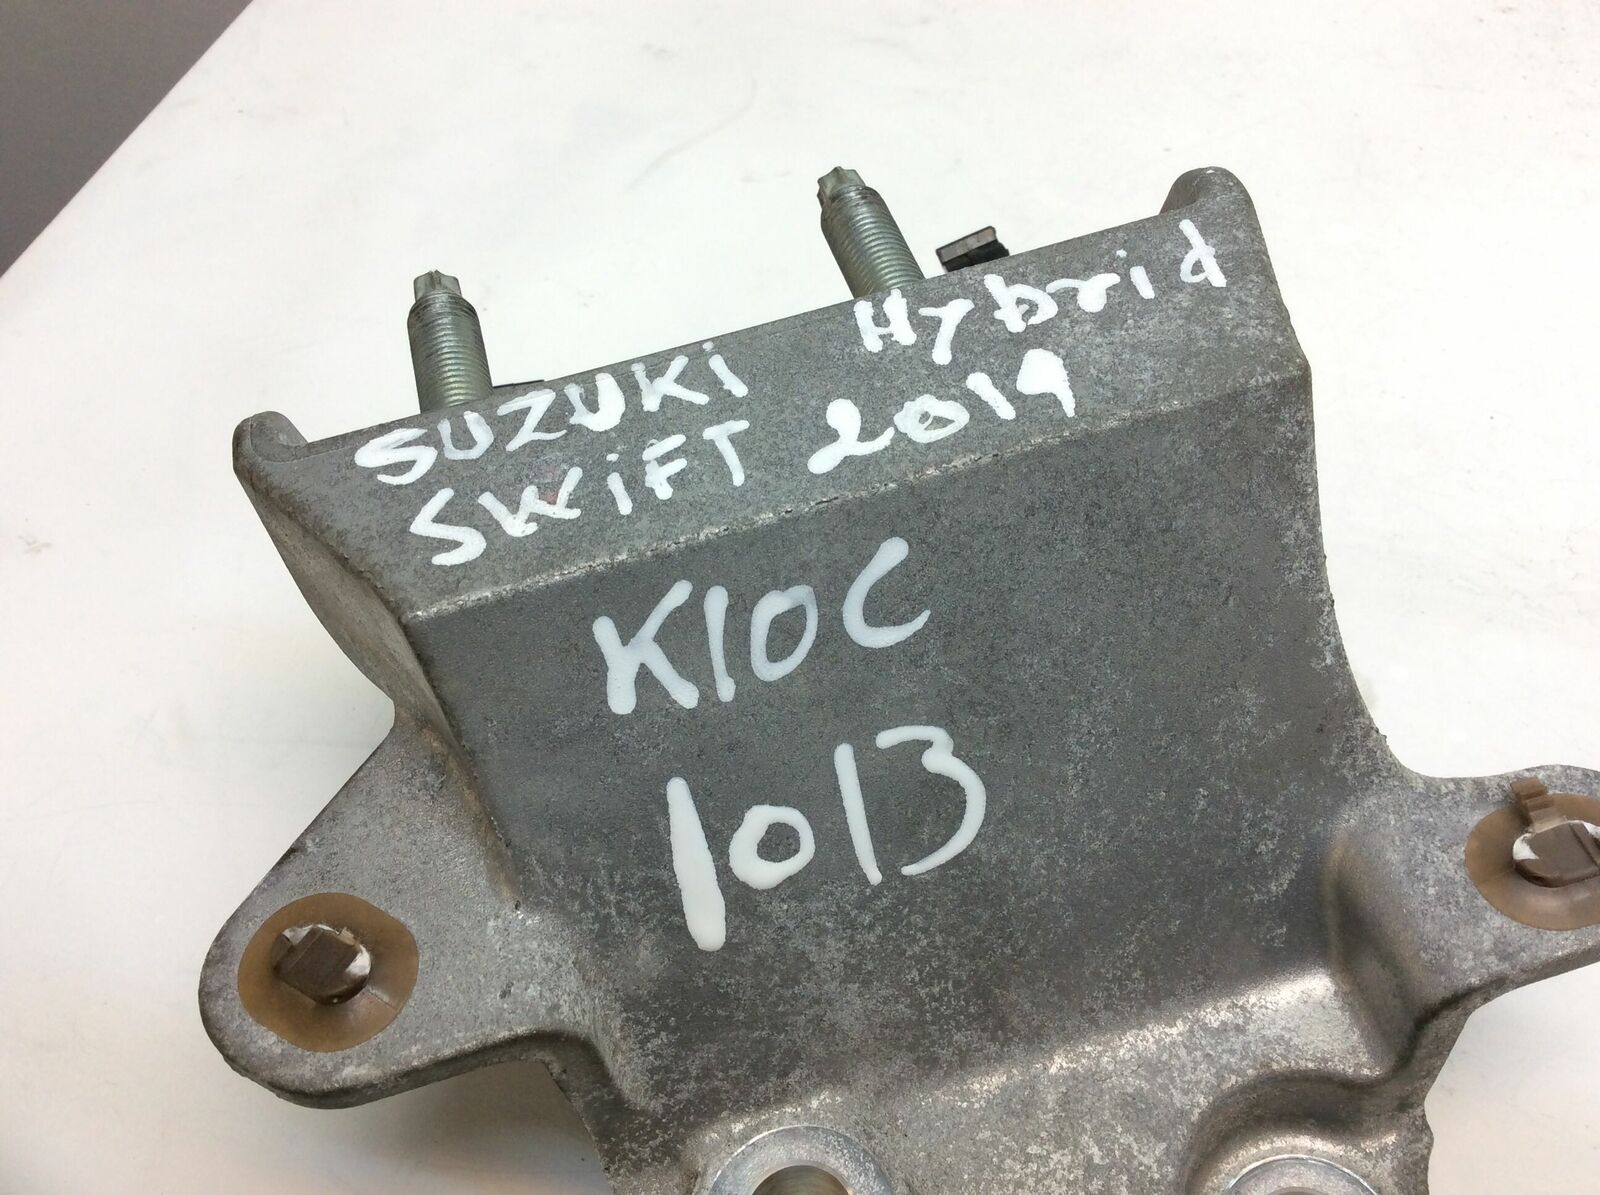 SUZUKi Hybrid
SWiFT 2019
K10C
1013